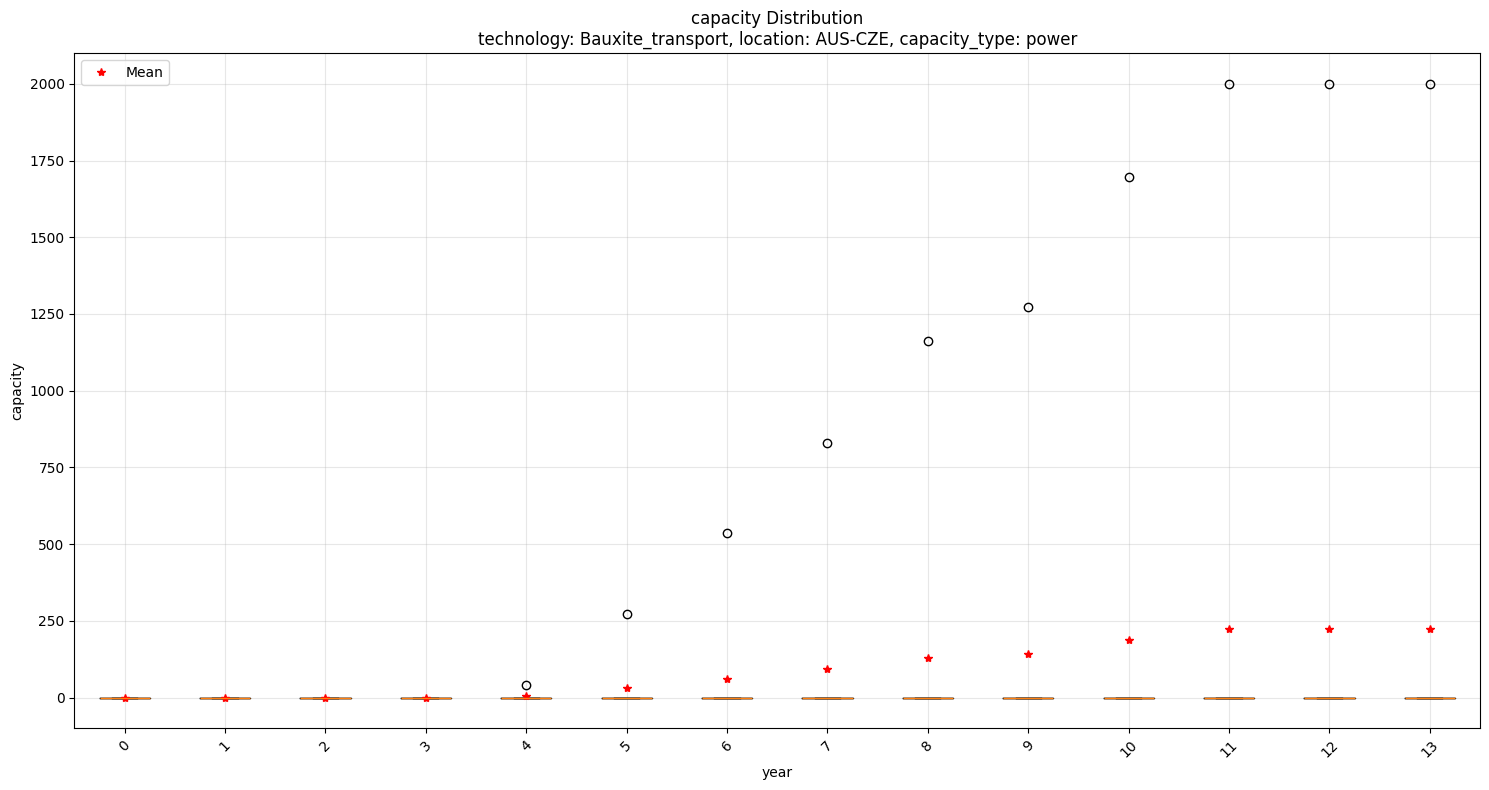 capacity Distribution
technology: Bauxite_transport, location: AUS-CZE, capacity_type: power
Mean
2000
1750
1500
1250
1000
750
500
250
0
capacity
0 1 2 3 4 5 6 7 8 9 10 11 12 13
year